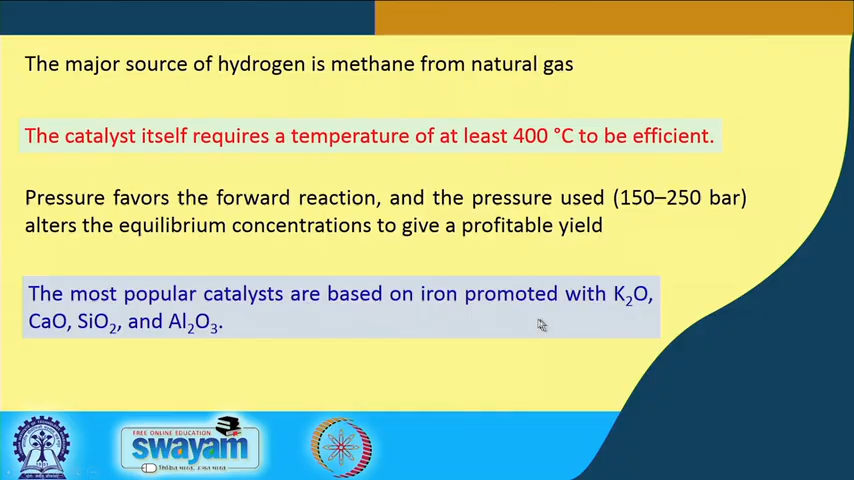 The major source of hydrogen is methane from natural gas
The catalyst itself requires a temperature of at least 400 °C to be efficient.
Pressure favors the forward reaction, and the pressure used (150–250 bar)
alters the equilibrium concentrations to give a profitable yield
The most popular catalysts are based on iron promoted with K₂O,
CaO, SiO₂, and Al₂O₃.
FREE ONLINE EDUCATION
swayam